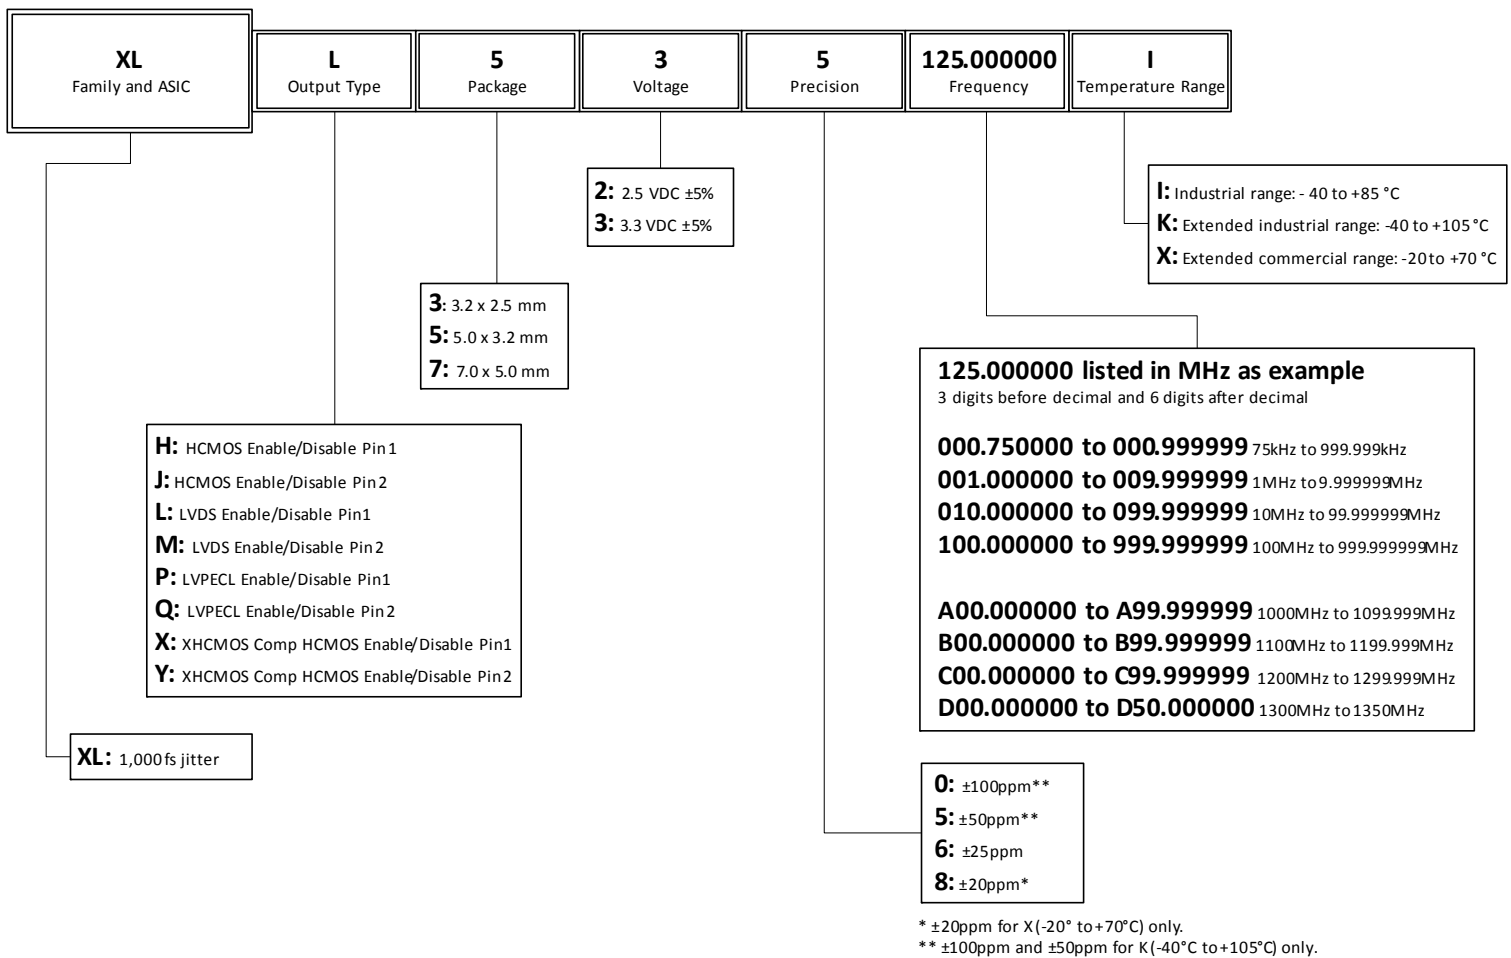 XL
Family and ASIC
L
Output Type
5
Package
3
Voltage
5
Precision
125.000000
Frequency
I
Temperature Range
2: 2.5 VDC ±5%
3: 3.3 VDC ±5%
I: Industrial range: - 40 to +85 °C
K: Extended industrial range: -40 to +105 °C
X: Extended commercial range: -20 to +70 °C
3: 3.2 x 2.5 mm
5: 5.0 x 3.2 mm
7: 7.0 x 5.0 mm
125.000000 listed in MHz as example
3 digits before decimal and 6 digits after decimal
000.750000 to 000.999999 75kHz to 999.999kHz
001.000000 to 009.999999 1MHz to 9.999999MHz
010.000000 to 099.999999 10MHz to 99.999999MHz
100.000000 to 999.999999 100MHz to 999.999999MHz
A00.000000 to A99.999999 1000MHz to 1099.999MHz
B00.000000 to B99.999999 1100MHz to 1199.999MHz
C00.000000 to C99.999999 1200MHz to 1299.999MHz
D00.000000 to D50.000000 1300MHz to 1350MHz
H: HCMOS Enable/Disable Pin1
J: HCMOS Enable/Disable Pin2
L: LVDS Enable/Disable Pin1
M: LVDS Enable/Disable Pin2
P: LVPECL Enable/Disable Pin1
Q: LVPECL Enable/Disable Pin2
X: XHCMOS Comp HCMOS Enable/Disable Pin1
Y: XHCMOS Comp HCMOS Enable/Disable Pin2
XL: 1,000fs jitter
0: ±100ppm**
5: ±50ppm**
6: ±25ppm
8: ±20ppm*
* ±20ppm for X(-20° to+70°C) only.
** ±100ppm and ±50ppm for K(-40°C to+105°C) only.